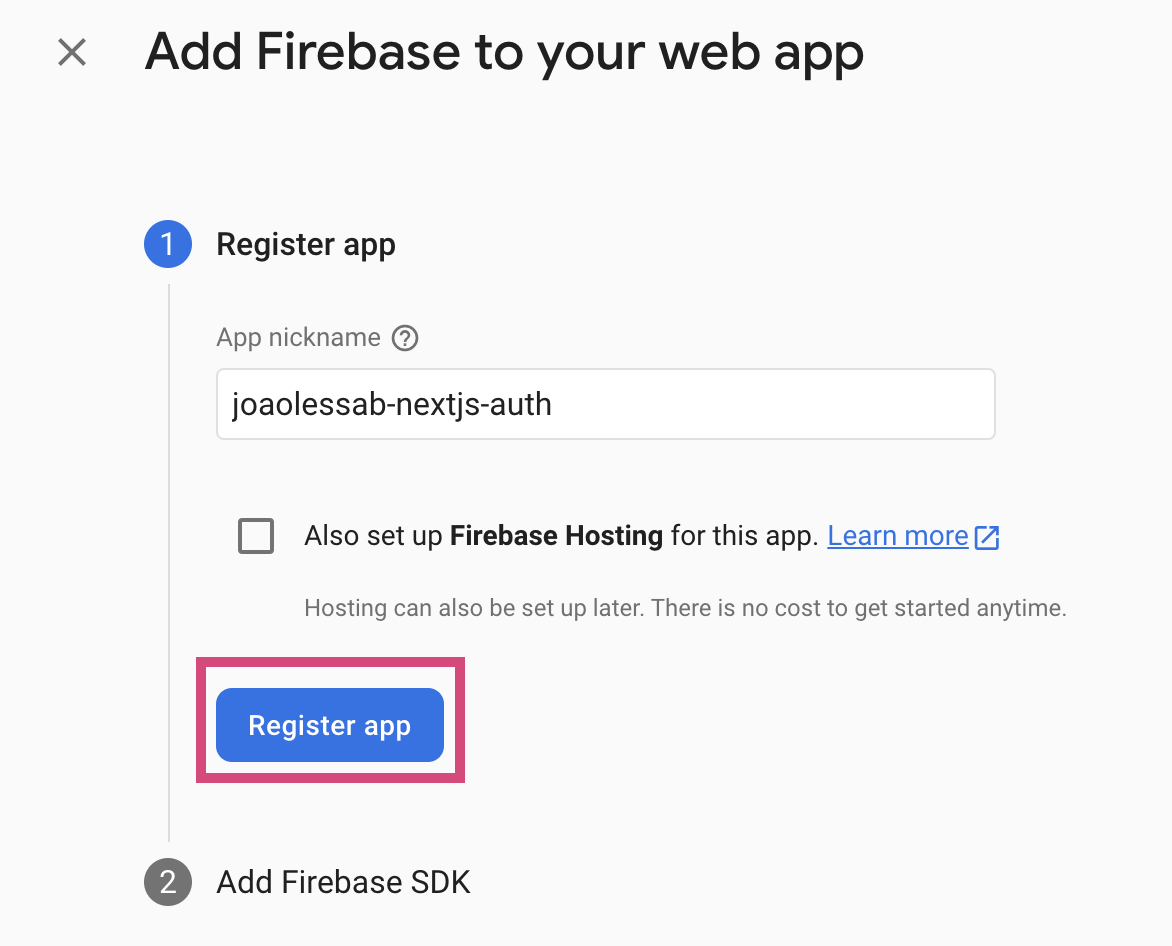 Add Firebase to your web app
1 Register app
App nickname ?
joaolessab-nextjs-auth
Also set up Firebase Hosting for this app. Learn more
Hosting can also be set up later. There is no cost to get started anytime.
Register app
2 Add Firebase SDK